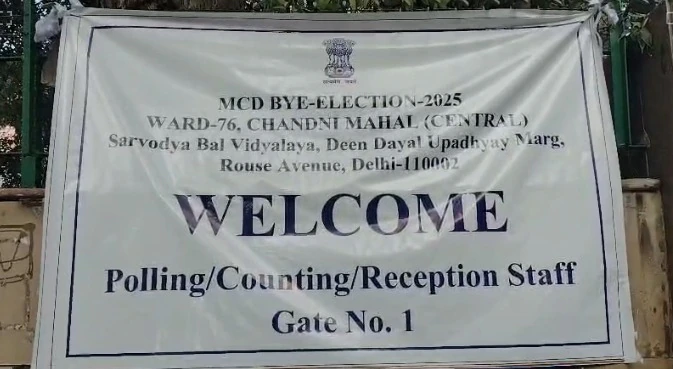 MCD BYE-ELECTION-2025
WARD-76, CHANDNI MAHAL (CENTRAL)
Sarvodya Bal Vidyalaya, Deen Dayal Upadhyay Marg,
Rouse Avenue, Delhi-110002
WELCOME
Polling/Counting/Reception Staff
Gate No. 1